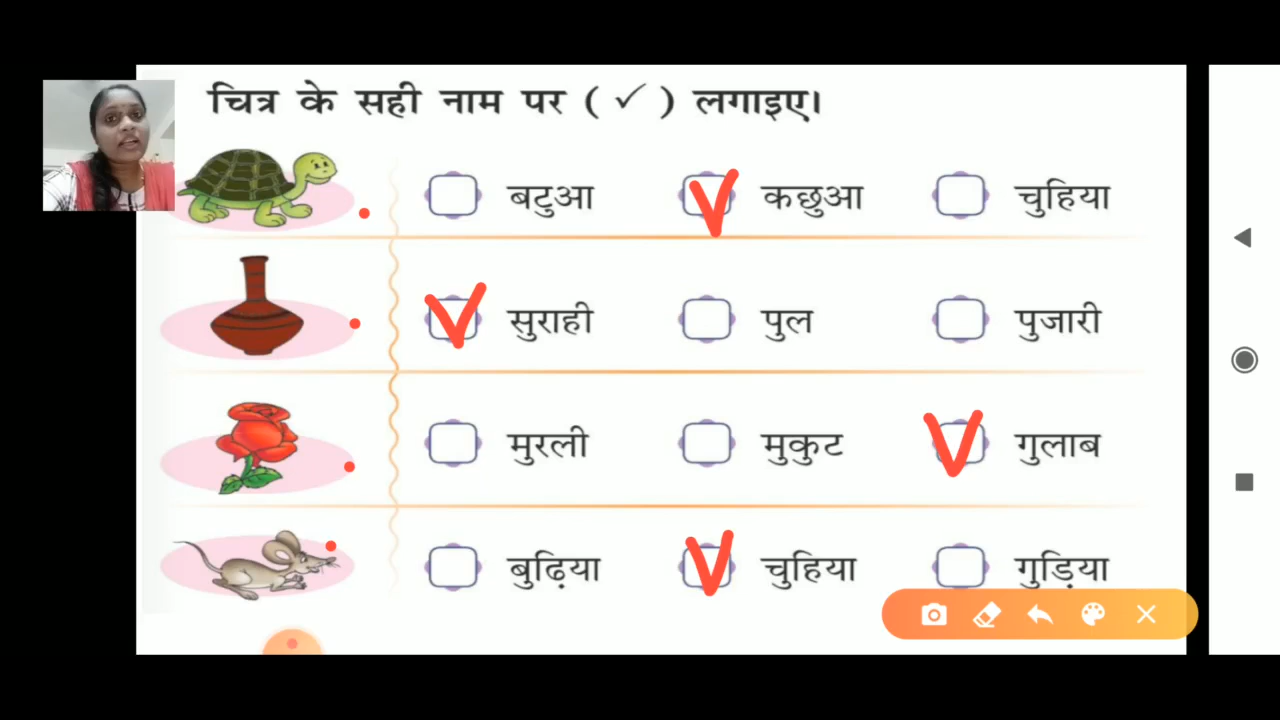 चित्र के सही नाम पर ( ✓ ) लगाइए।
बटुआ कछुआ चुहिया
सुराही पुल पुजारी
मुरली मुकुट गुलाब
बुढ़िया चुहिया गुड़िया